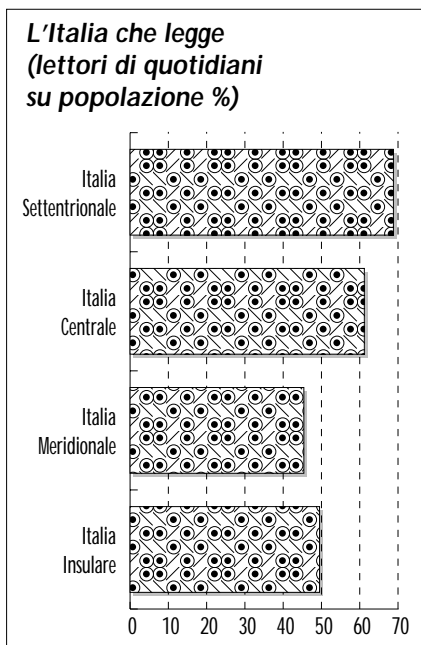 L'Italia che legge
(lettori di quotidiani
su popolazione %)
Italia
Settentrionale
Italia
Centrale
Italia
Meridionale
Italia
Insulare
0 10 20 30 40 50 60 70